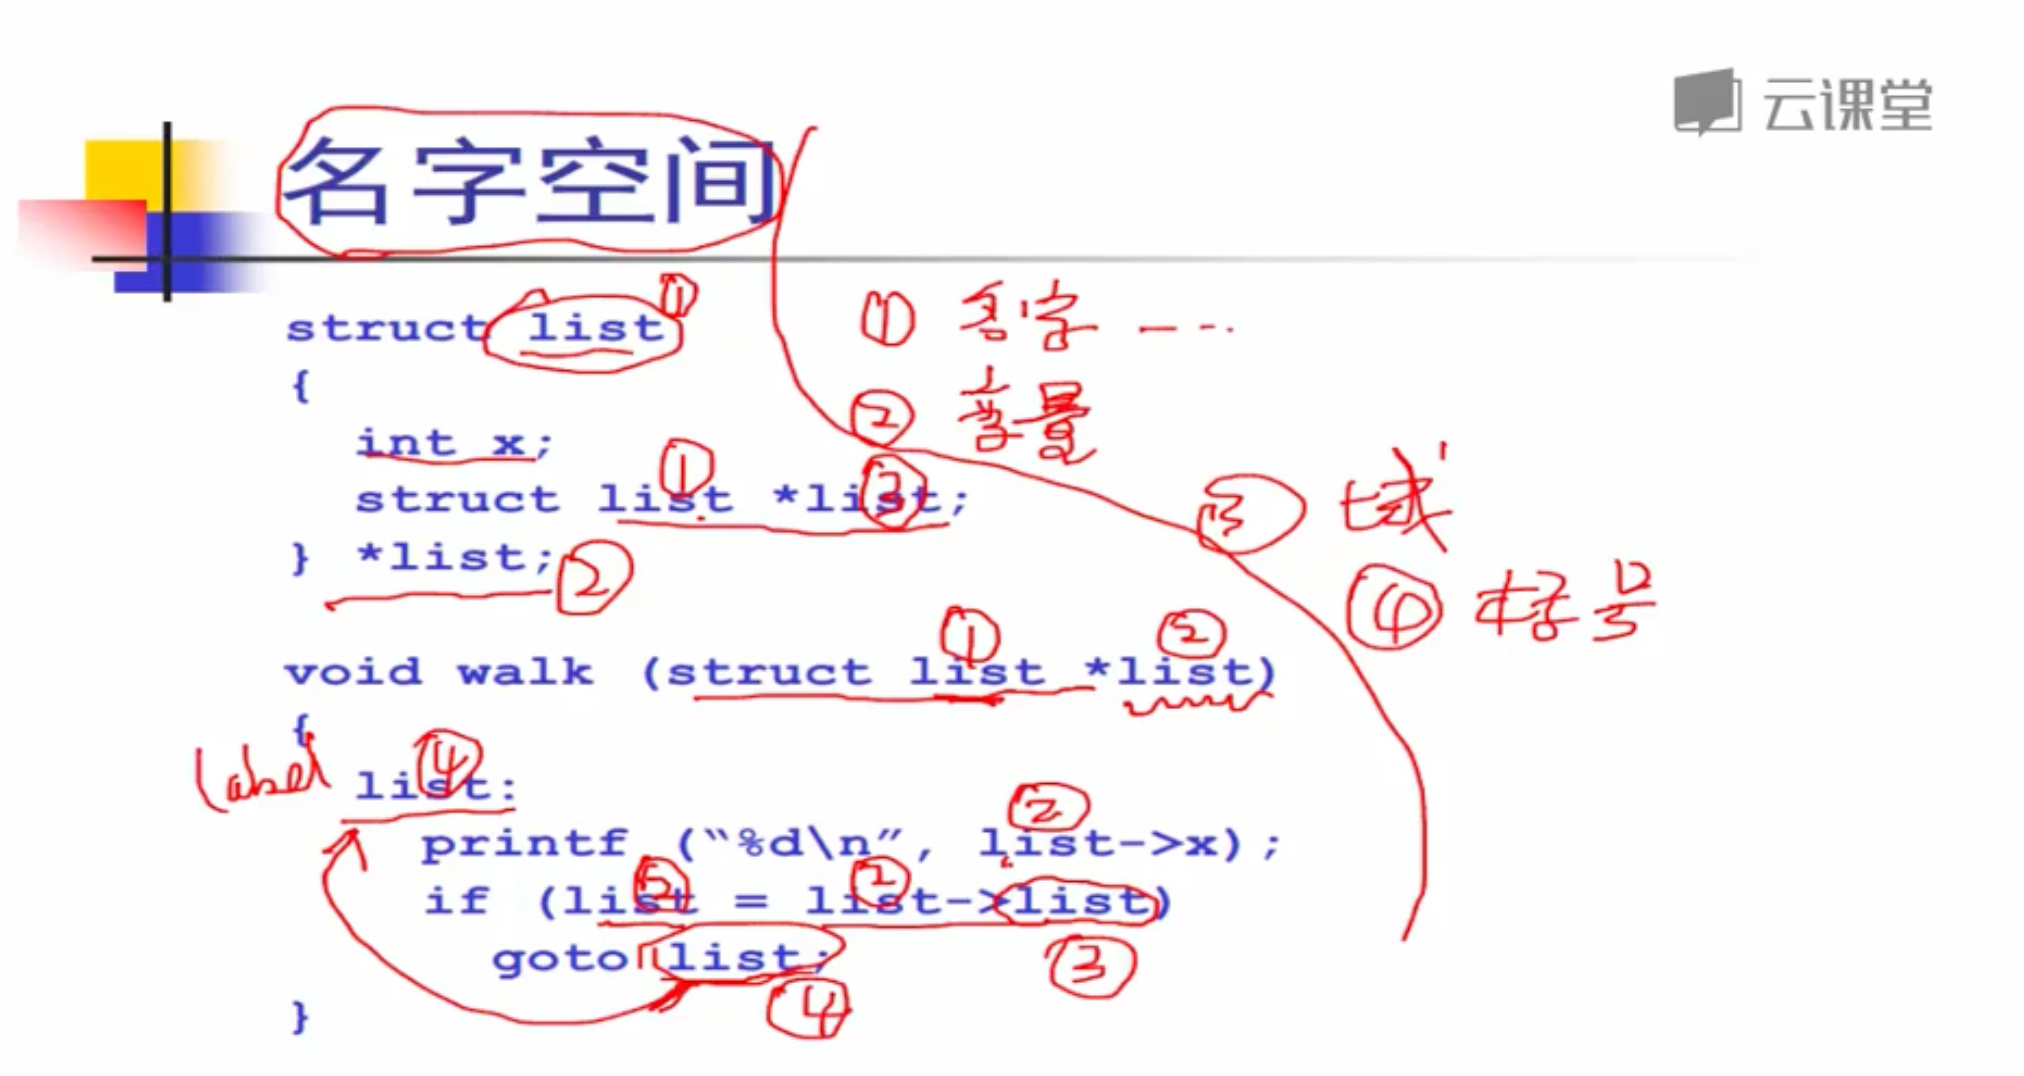 云课堂
名字空间
struct list ①
① 名字 —--
{
② 变量
int x;
struct list ① *list ③;
③ 域
} *list; ②
④ 标号
void walk (struct list ① *list ②)
{
label list: ④
printf (“%d\n”, list->x); ②
if (list = list->list) ② ② ③
goto list; ④
}